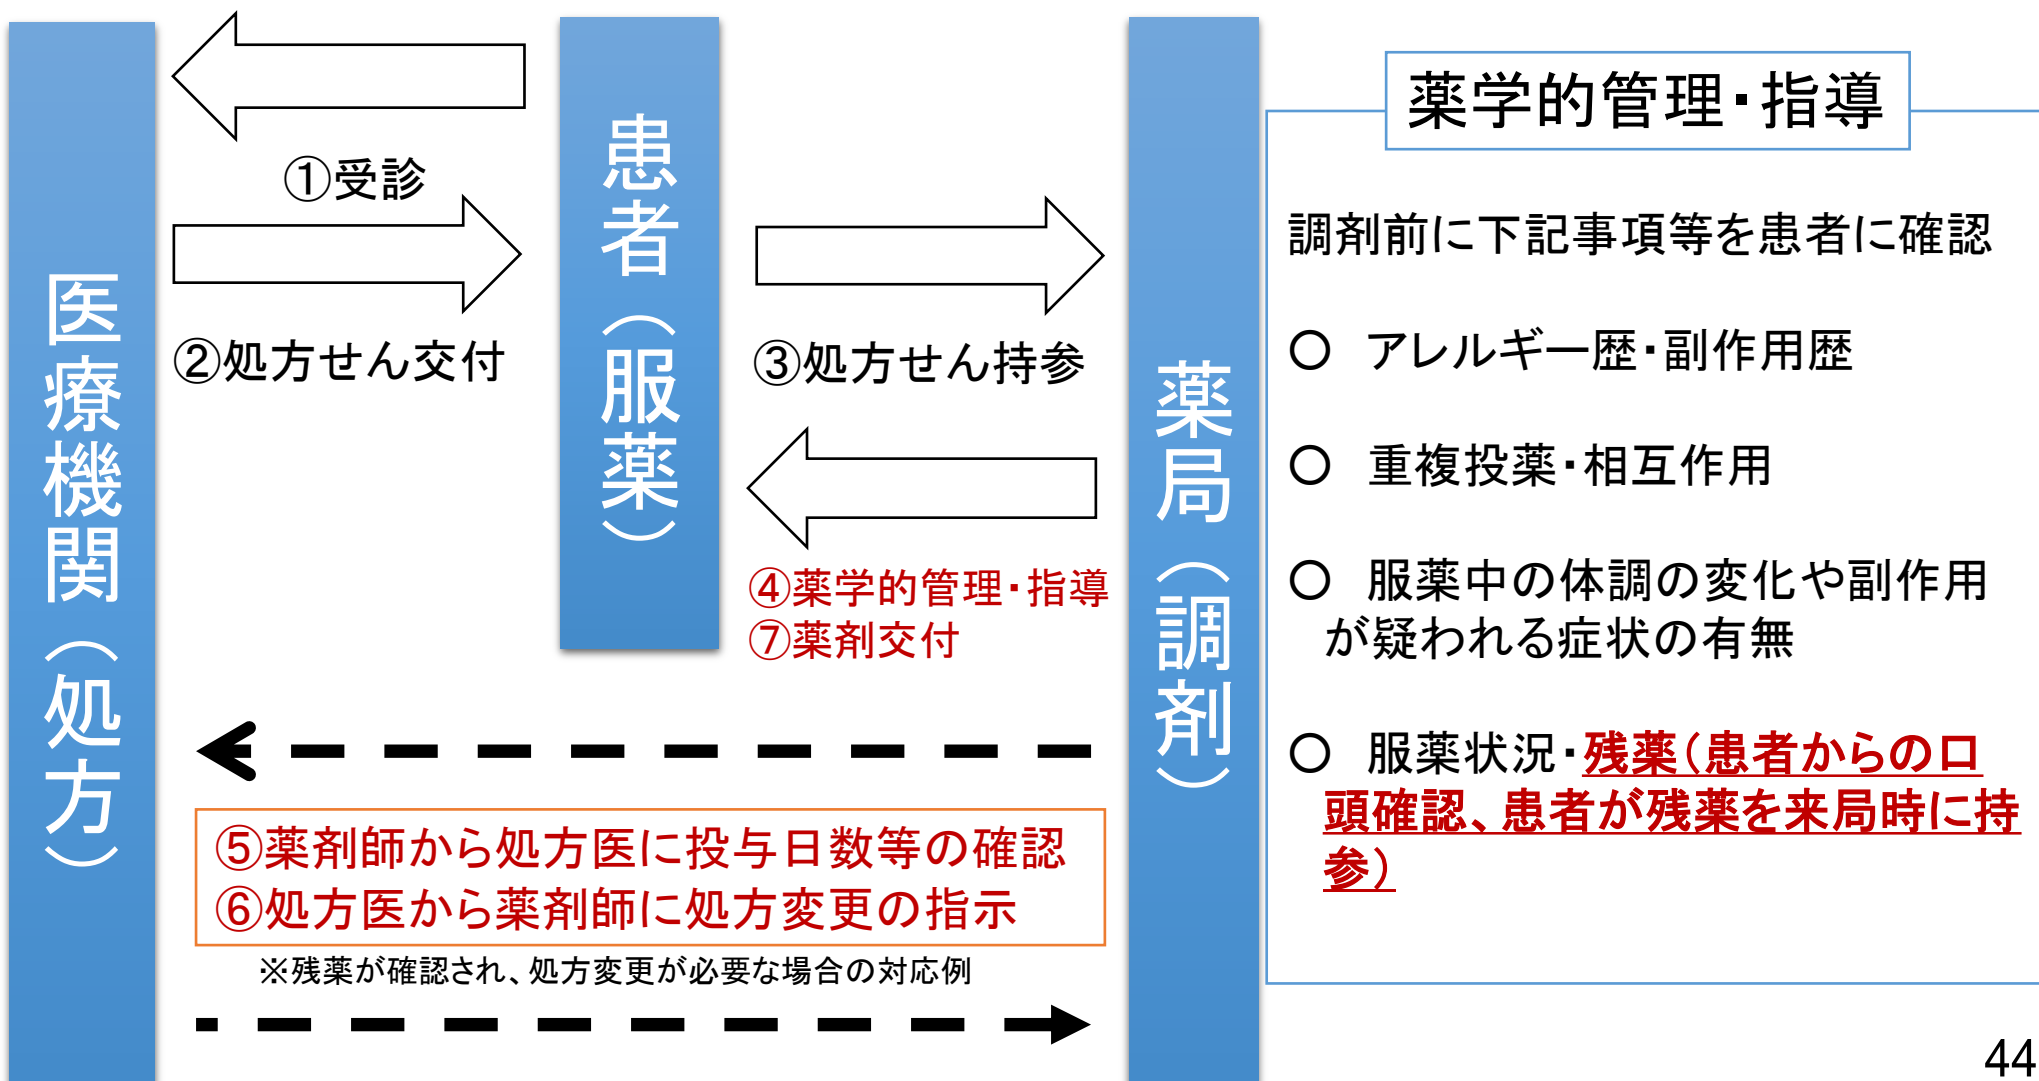 医療機関（処方）
①受診
②処方せん交付
患者（服薬）
③処方せん持参
④薬学的管理・指導
⑦薬剤交付
⑤薬剤師から処方医に投与日数等の確認
⑥処方医から薬剤師に処方変更の指示
※残薬が確認され、処方変更が必要な場合の対応例
薬局（調剤）
薬学的管理・指導
調剤前に下記事項等を患者に確認
○ アレルギー歴・副作用歴
○ 重複投薬・相互作用
○ 服薬中の体調の変化や副作用
が疑われる症状の有無
○ 服薬状況・残薬（患者からの口
頭確認、患者が残薬を来局時に持
参）
44